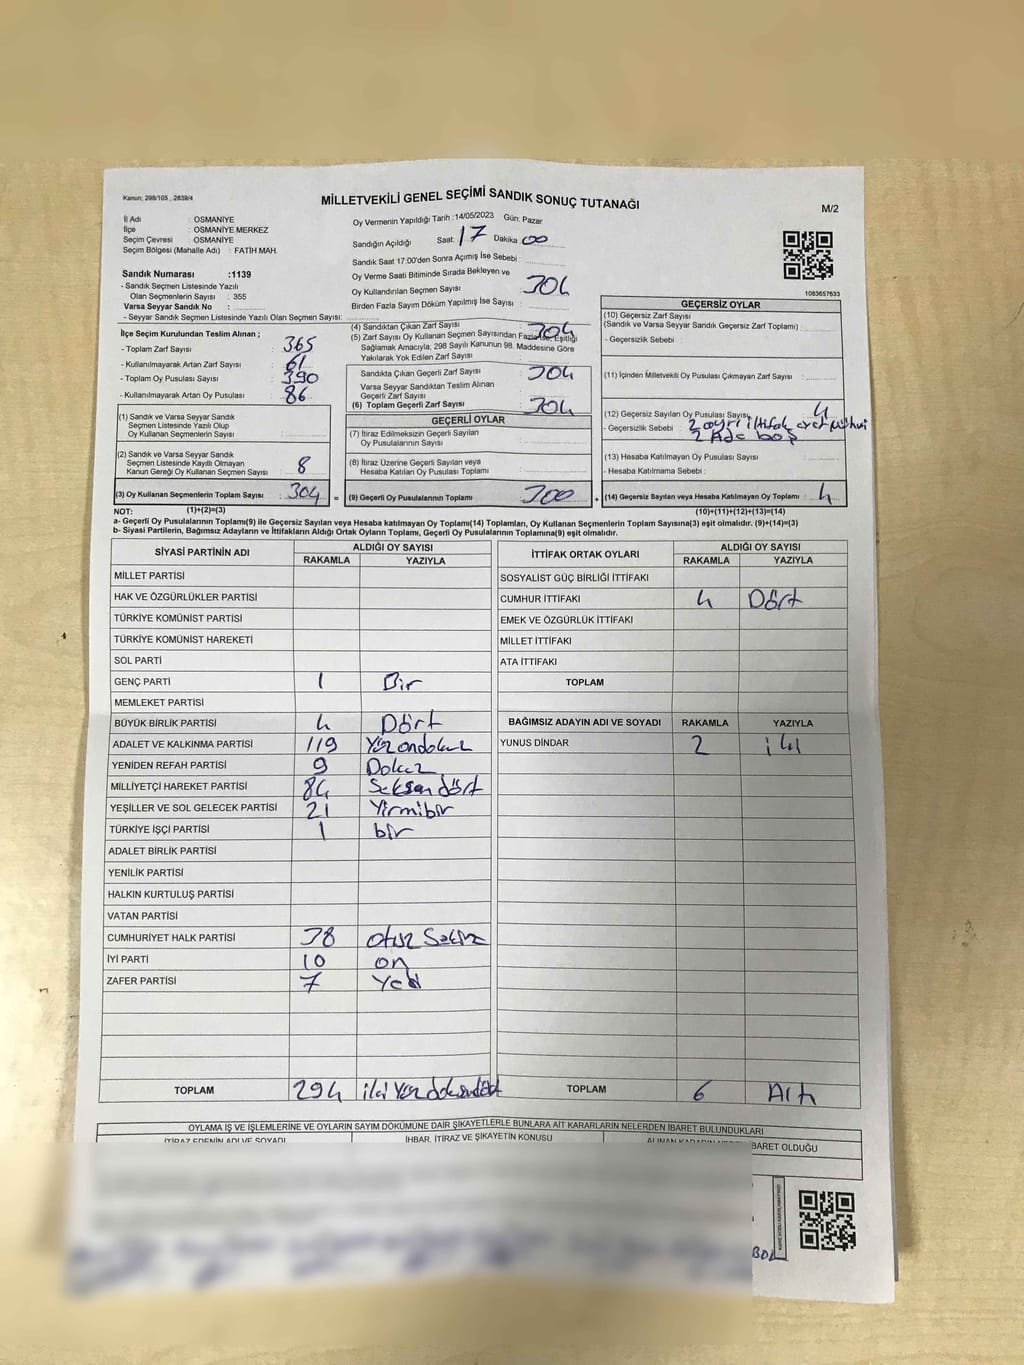 Kanun; 298/105 , 2839/4
MİLLETVEKİLİ GENEL SEÇİMİ SANDIK SONUÇ TUTANAĞI
M/2
İl Adı : OSMANİYE
İlçe : OSMANİYE MERKEZ
Seçim Çevresi : OSMANİYE
Seçim Bölgesi (Mahalle Adı) : FATİH MAH.
Sandık Numarası :1139
- Sandık Seçmen Listesinde Yazılı
Olan Seçmenlerin Sayısı : 355
Varsa Seyyar Sandık No :
- Seyyar Sandık Seçmen Listesinde Yazılı Olan Seçmen Sayısı:
Oy Vermenin Yapıldığı Tarih :14/05/2023 Gün: Pazar
Sandığın Açıldığı Saat: 17 Dakika 00
Sandık Saat 17:00'den Sonra Açımış İse Sebebi :
Oy Verme Saati Bitiminde Sırada Bekleyen ve
Oy Kullandırılan Seçmen Sayısı : 304
Birden Fazla Sayım Döküm Yapılmış İse Sayısı :
1083657633
İlçe Seçim Kurulundan Teslim Alınan ;
- Toplam Zarf Sayısı : 365
- Kullanılmayarak Artan Zarf Sayısı : 61
- Toplam Oy Pusulası Sayısı : 390
- Kullanılmayarak Artan Oy Pusulası : 86
(1) Sandık ve Varsa Seyyar Sandık
Seçmen Listesinde Yazılı Olup
Oy Kullanan Seçmenlerin Sayısı :
(2) Sandık ve Varsa Seyyar Sandık
Seçmen Listesinde Kayıtlı Olmayan
Kanun Gereği Oy Kullanan Seçmen Sayısı : 8
(3) Oy Kullanan Seçmenlerin Toplam Sayısı : 304 =
(4) Sandıktan Çıkan Zarf Sayısı : 304
(5) Zarf Sayısı Oy Kullanan Seçmen Sayısından Fazla ise, Eşitliği
Sağlamak Amacıyla, 298 Sayılı Kanunun 98. Maddesine Göre
Yakılarak Yok Edilen Zarf Sayısı :
Sandıkta Çıkan Geçerli Zarf Sayısı : 304
Varsa Seyyar Sandıktan Teslim Alınan
Geçerli Zarf Sayısı :
(6) Toplam Geçerli Zarf Sayısı : 304
GEÇERLİ OYLAR
(7) İtiraz Edilmeksizin Geçerli Sayılan
Oy Pusulalarının Sayısı :
(8) İtiraz Üzerine Geçerli Sayılan veya
Hesaba Katılan Oy Pusulası Toplamı :
(9) Geçerli Oy Pusulalarının Toplamı : 300 +
GEÇERSİZ OYLAR
(10) Geçersiz Zarf Sayısı
(Sandık ve Varsa Seyyar Sandık Geçersiz Zarf Toplamı) :
- Geçersizlik Sebebi :
(11) İçinden Milletvekili Oy Pusulası Çıkmayan Zarf Sayısı :
(12) Geçersiz Sayılan Oy Pusulası Sayısı 4
- Geçersizlik Sebebi : 2 ayrı ittifak
2 Ade boş
(13) Hesaba Katılmayan Oy Pusulası Sayısı :
- Hesaba Katılmama Sebebi :
(14) Geçersiz Sayılan veya Hesaba Katılmayan Oy Toplamı : 4
NOT: (1)+(2)=(3) (10)+(11)+(12)+(13)=(14)
a- Geçerli Oy Pusulalarının Toplamı(9) ile Geçersiz Sayılan veya Hesaba katılmayan Oy Toplamı(14) Toplamları, Oy Kullanan Seçmenlerin Toplam Sayısına(3) eşit olmalıdır. (9)+(14)=(3)
b- Siyasi Partilerin, Bağımsız Adayların ve İttifakların Aldığı Ortak Oyların Toplamı, Geçerli Oy Pusulalarının Toplamına(9) eşit olmalıdır.
SİYASİ PARTİNİN ADI ALDIĞI OY SAYISI
RAKAMLA YAZIYLA
MİLLET PARTİSİ
HAK VE ÖZGÜRLÜKLER PARTİSİ
TÜRKİYE KOMÜNİST PARTİSİ
TÜRKİYE KOMÜNİST HAREKETİ
SOL PARTİ
GENÇ PARTİ 1 Bir
MEMLEKET PARTİSİ
BÜYÜK BİRLİK PARTİSİ 4 Dört
ADALET VE KALKINMA PARTİSİ 119 Yüz ondokuz
YENİDEN REFAH PARTİSİ 9 Dokuz
MİLLİYETÇİ HAREKET PARTİSİ 84 Seksen dört
YEŞİLLER VE SOL GELECEK PARTİSİ 21 Yirmibir
TÜRKİYE İŞÇİ PARTİSİ 1 bir
ADALET BİRLİK PARTİSİ
YENİLİK PARTİSİ
HALKIN KURTULUŞ PARTİSİ
VATAN PARTİSİ
CUMHURİYET HALK PARTİSİ 38 otuz Sekiz
İYİ PARTİ 10 on
ZAFER PARTİSİ 7 Yedi
TOPLAM 294 iki Yüz doksandört
İTTİFAK ORTAK OYLARI ALDIĞI OY SAYISI
RAKAMLA YAZIYLA
SOSYALİST GÜÇ BİRLİĞİ İTTİFAKI
CUMHUR İTTİFAKI 4 Dört
EMEK VE ÖZGÜRLÜK İTTİFAKI
MİLLET İTTİFAKI
ATA İTTİFAKI
TOPLAM
BAĞIMSIZ ADAYIN ADI VE SOYADI RAKAMLA YAZIYLA
YUNUS DİNDAR 2 iki
TOPLAM 6 Altı
OYLAMA İŞ VE İŞLEMLERİNE VE OYLARIN SAYIM DÖKÜMÜNE DAİR ŞİKAYETLERLE BUNLARA AİT KARARLARIN NELERDEN İBARET BULUNDUKLARI
İTİRAZ EDENİN ADI VE SOYADI İHBAR, İTİRAZ VE ŞİKAYETİN KONUSU ALINAN KARARIN NEDEN İBARET OLDUĞU